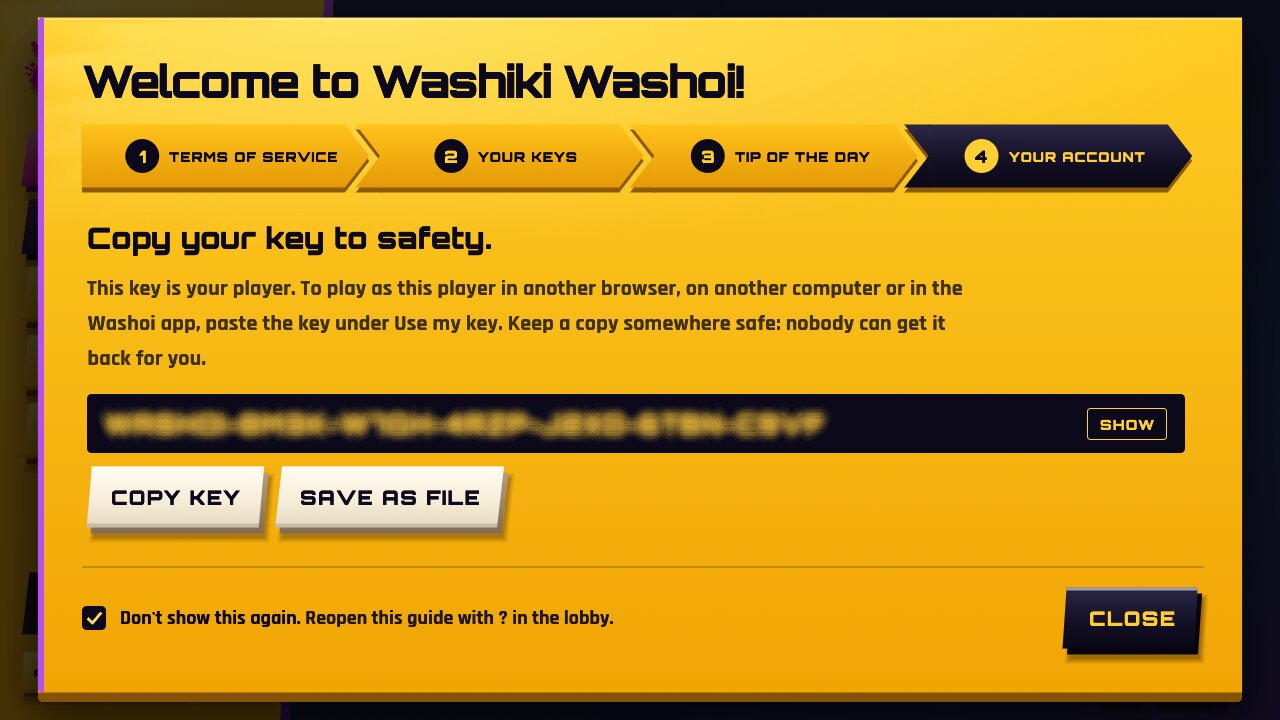 Welcome to Washiki Washoi!
1 TERMS OF SERVICE
2 YOUR KEYS
3 TIP OF THE DAY
4 YOUR ACCOUNT
Copy your key to safety.
This key is your player. To play as this player in another browser, on another computer or in the
Washoi app, paste the key under Use my key. Keep a copy somewhere safe: nobody can get it
back for you.
SHOW
COPY KEY
SAVE AS FILE
Don't show this again. Reopen this guide with ? in the lobby.
CLOSE